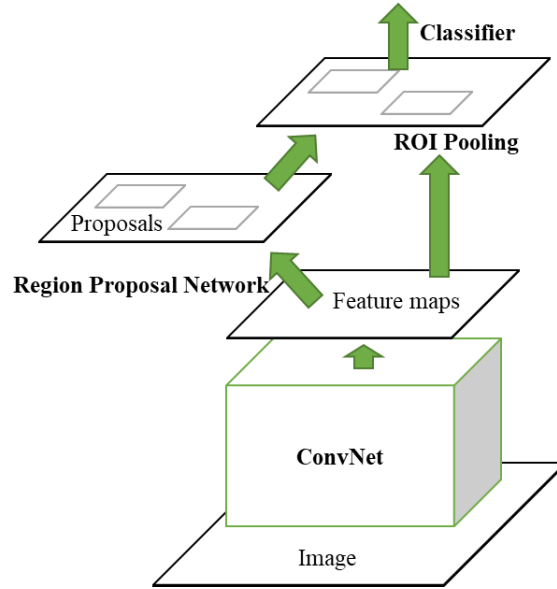 Classifier
ROI Pooling
Proposals
Region Proposal Network
Feature maps
ConvNet
Image